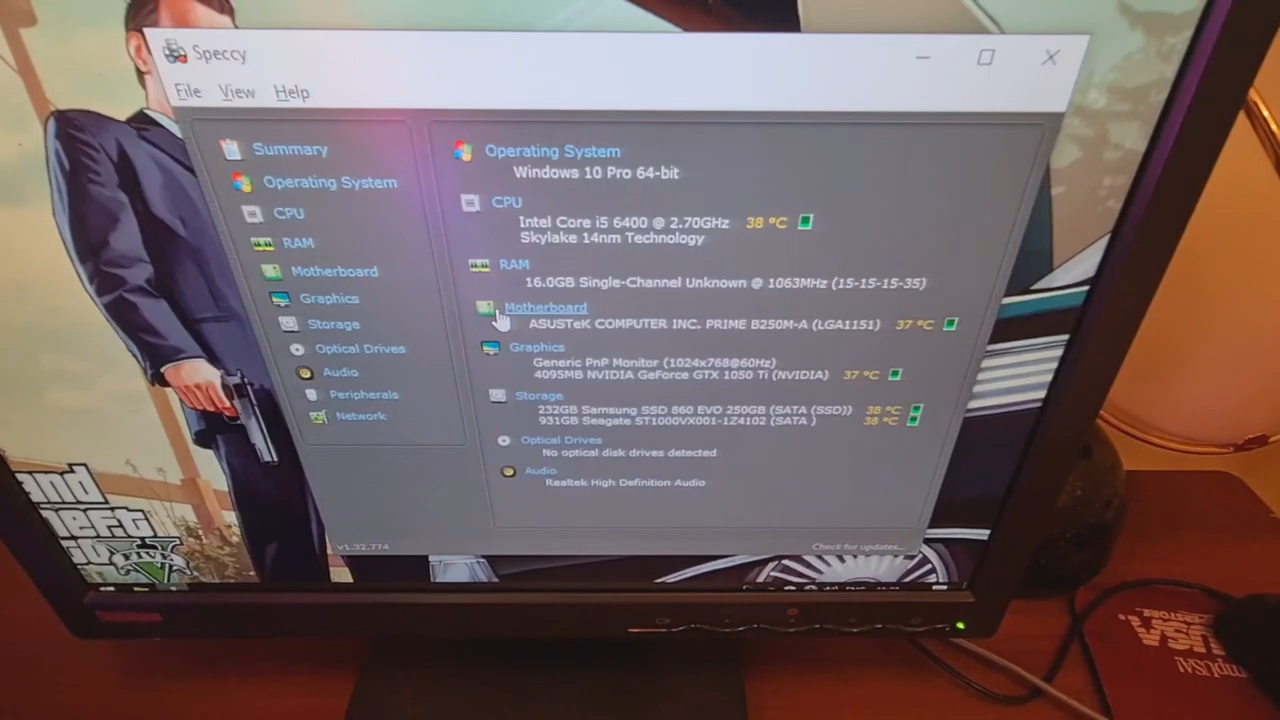 Speccy
File View Help
Summary
Operating System
CPU
RAM
Motherboard
Graphics
Storage
Optical Drives
Audio
Peripherals
Network
Operating System
Windows 10 Pro 64-bit
CPU
Intel Core i5 6400 @ 2.70GHz 38 °C
Skylake 14nm Technology
RAM
16.0GB Single-Channel Unknown @ 1063MHz (15-15-15-35)
Motherboard
ASUSTeK COMPUTER INC. PRIME B250M-A (LGA1151) 37 °C
Graphics
Generic PnP Monitor (1024x768@60Hz)
4095MB NVIDIA GeForce GTX 1050 Ti (NVIDIA) 37 °C
Storage
232GB Samsung SSD 860 EVO 250GB (SATA (SSD)) 38 °C
931GB Seagate ST1000VX001-1Z4102 (SATA ) 38 °C
Optical Drives
No optical disk drives detected
Audio
Realtek High Definition Audio
v1.32.774
Check for updates...
and
theft
V
FIVE
mpUSA!